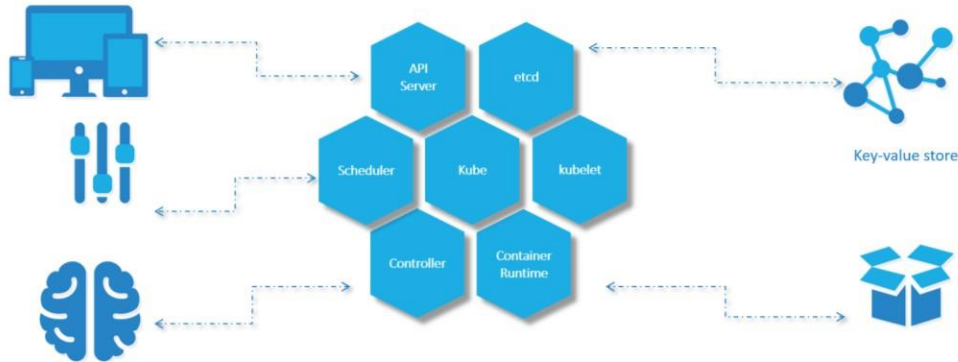 API
Server
etcd
Scheduler
Kube
kubelet
Key-value store
Controller
Container
Runtime